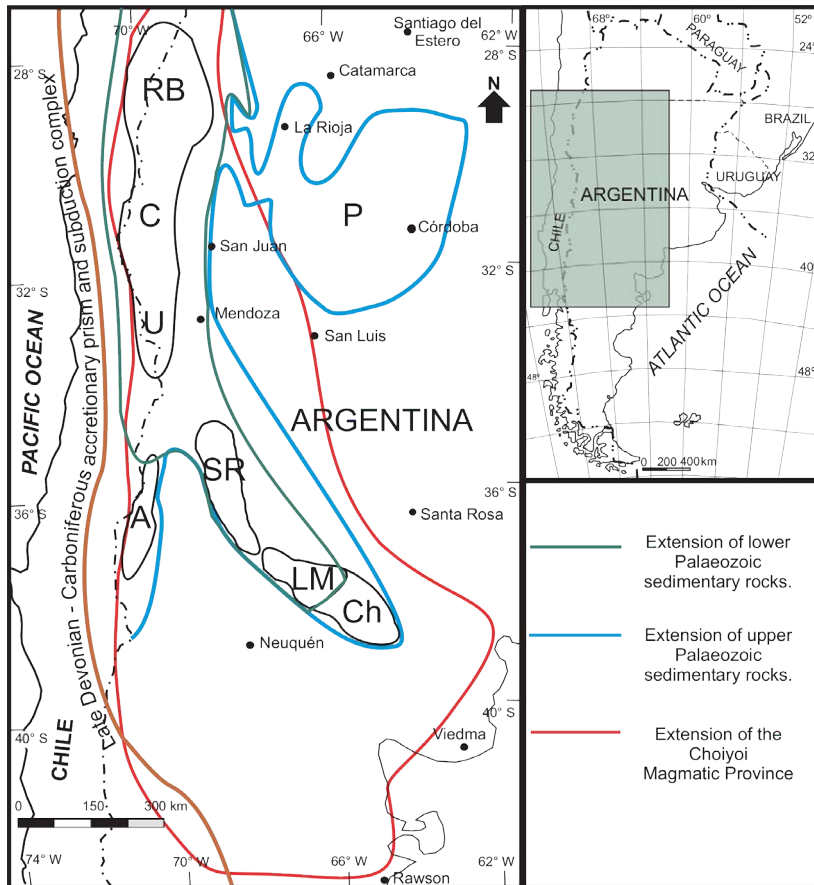 70° W
66° W
Santiago del
Estero
62° W
28° S
28° S
Catamarca
RB
N
La Rioja
C
P
Córdoba
San Juan
32° S
32° S
U
Mendoza
San Luis
PACIFIC OCEAN
Late Devonian - Carboniferous accretionary prism and subduction complex
ARGENTINA
SR
36° S
36° S
A
Santa Rosa
LM
Ch
Neuquén
40° S
40° S
Viedma
CHILE
0 150 300 km
74° W
70° W
66° W
62° W
Rawson
68°
60°
52°
24°
PARAGUAY
BRAZIL
32
URUGUAY
ARGENTINA
CHILE
40
ATLANTIC OCEAN
48°
48°
0 200 400km
Extension of lower
Palaeozoic
sedimentary rocks.
Extension of upper
Palaeozoic
sedimentary rocks.
Extension of the
Choiyoi
Magmatic Province